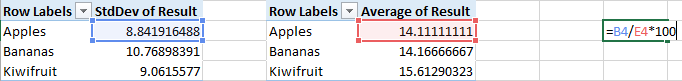 Row Labels StdDev of Result Row Labels Average of Result
Apples 8.841916488 Apples 14.11111111 =B4/E4*100
Bananas 10.76898391 Bananas 14.16666667
Kiwifruit 9.0615577 Kiwifruit 15.61290323